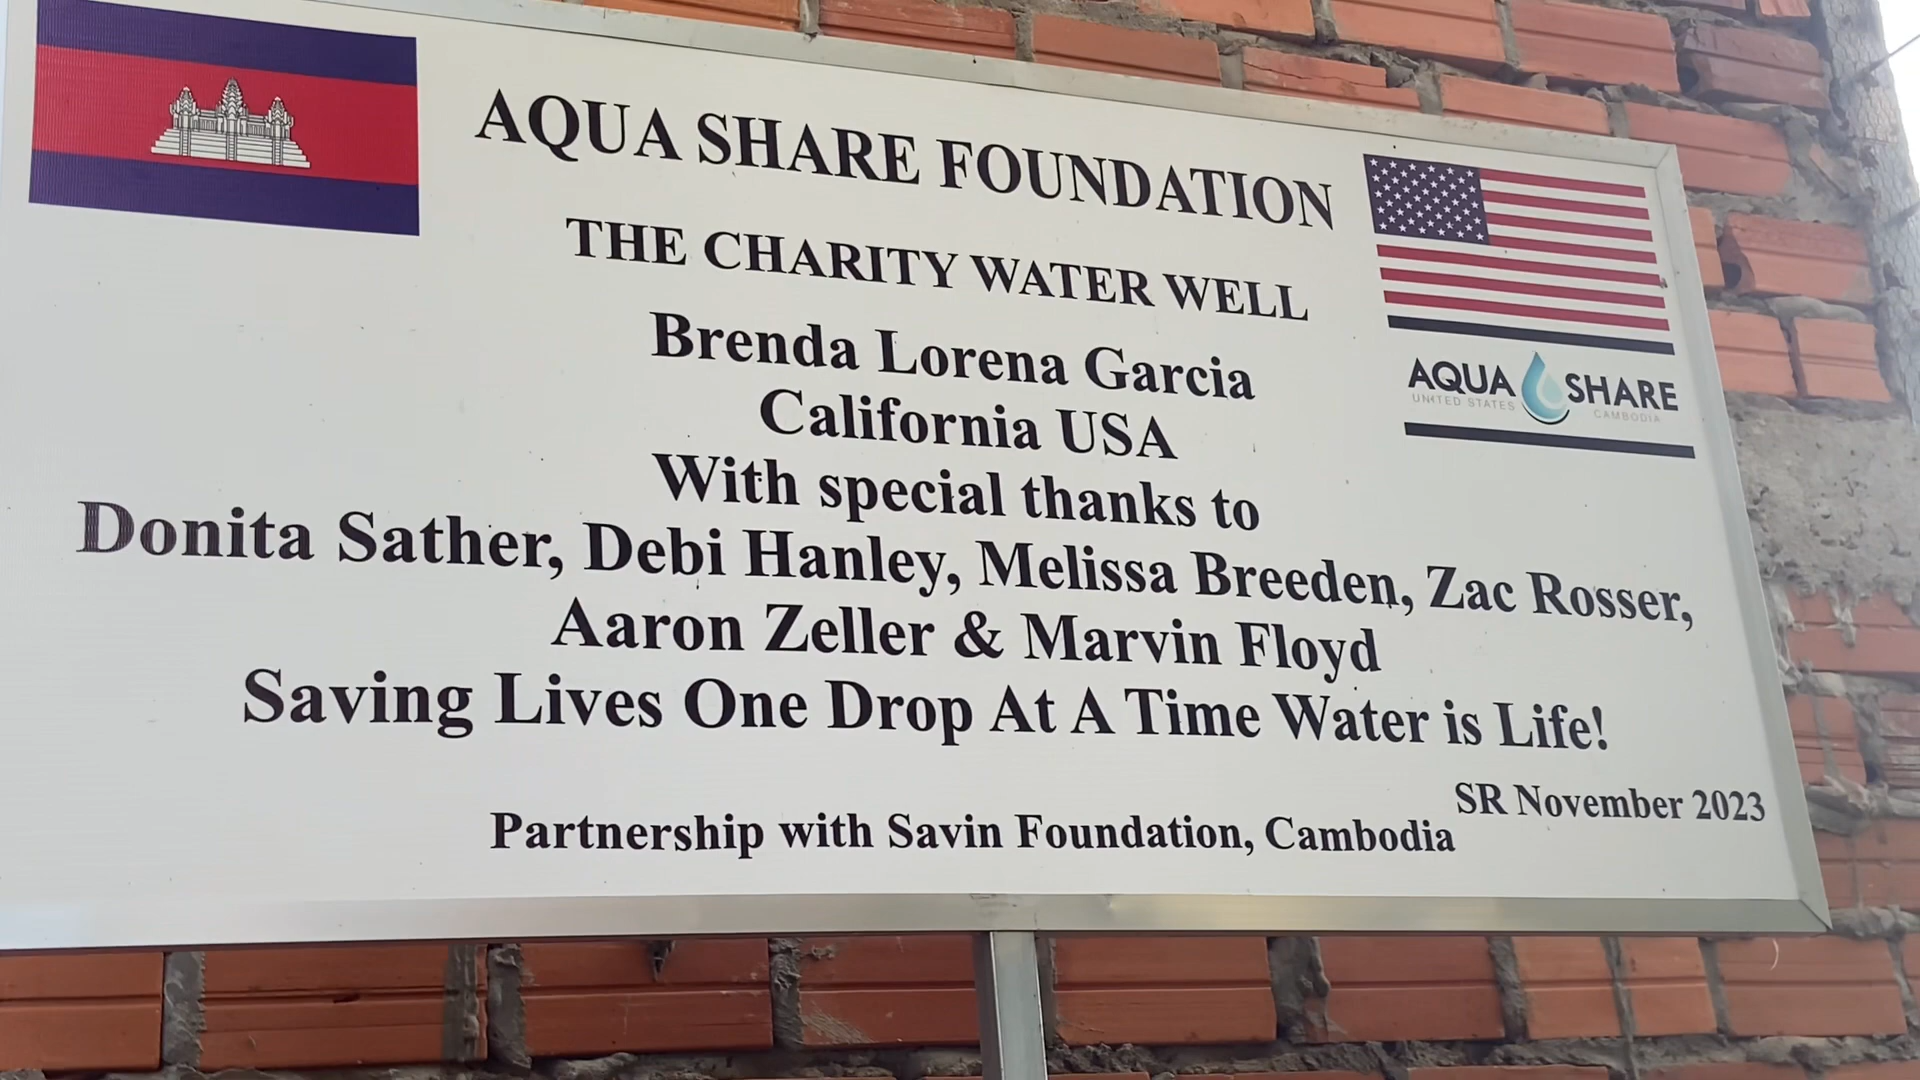 AQUA SHARE FOUNDATION
THE CHARITY WATER WELL
Brenda Lorena Garcia
California USA
With special thanks to
Donita Sather, Debi Hanley, Melissa Breeden, Zac Rosser,
Aaron Zeller & Marvin Floyd
Saving Lives One Drop At A Time Water is Life!
SR November 2023
Partnership with Savin Foundation, Cambodia
AQUA SHARE
UNITED STATES CAMBODIA